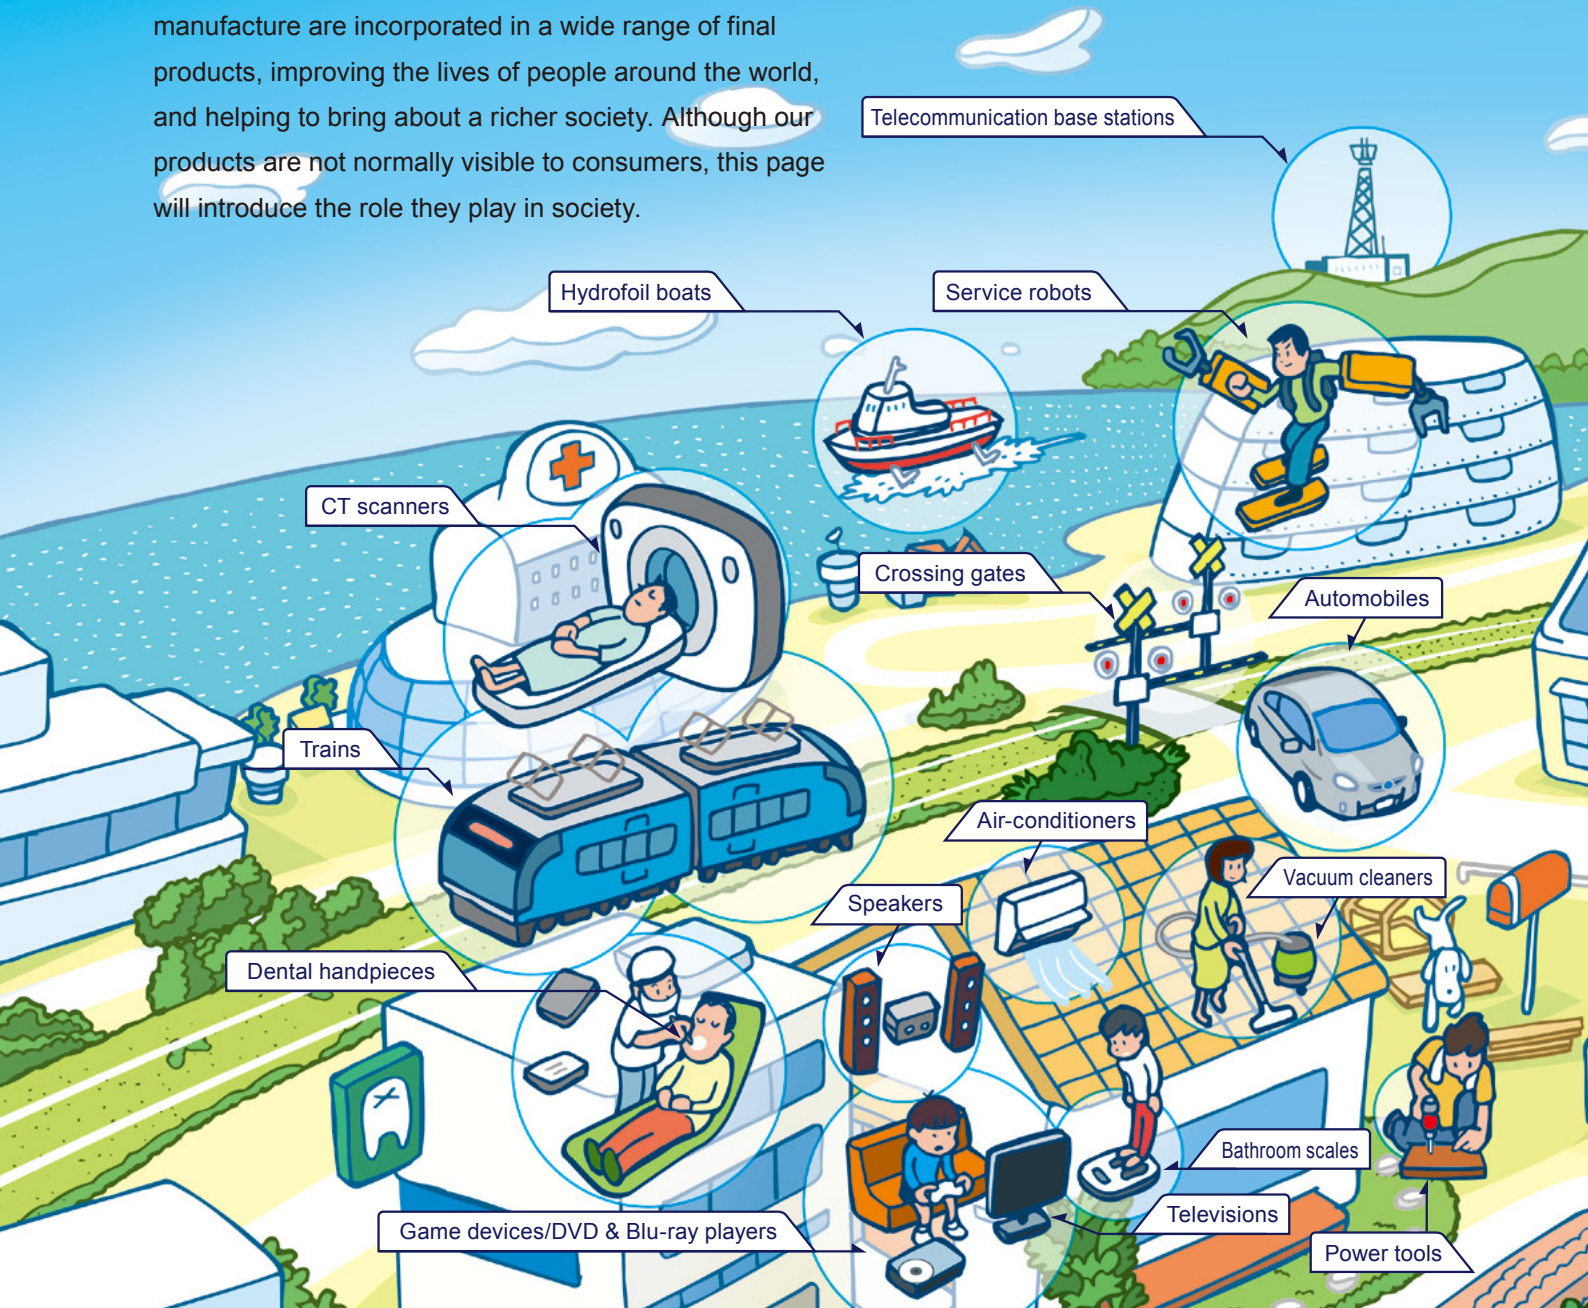 manufacture are incorporated in a wide range of final
products, improving the lives of people around the world,
and helping to bring about a richer society. Although our
products are not normally visible to consumers, this page
will introduce the role they play in society.
Telecommunication base stations
Hydrofoil boats
Service robots
CT scanners
Crossing gates
Automobiles
Trains
Air-conditioners
Vacuum cleaners
Speakers
Dental handpieces
Bathroom scales
Televisions
Game devices/DVD & Blu-ray players
Power tools